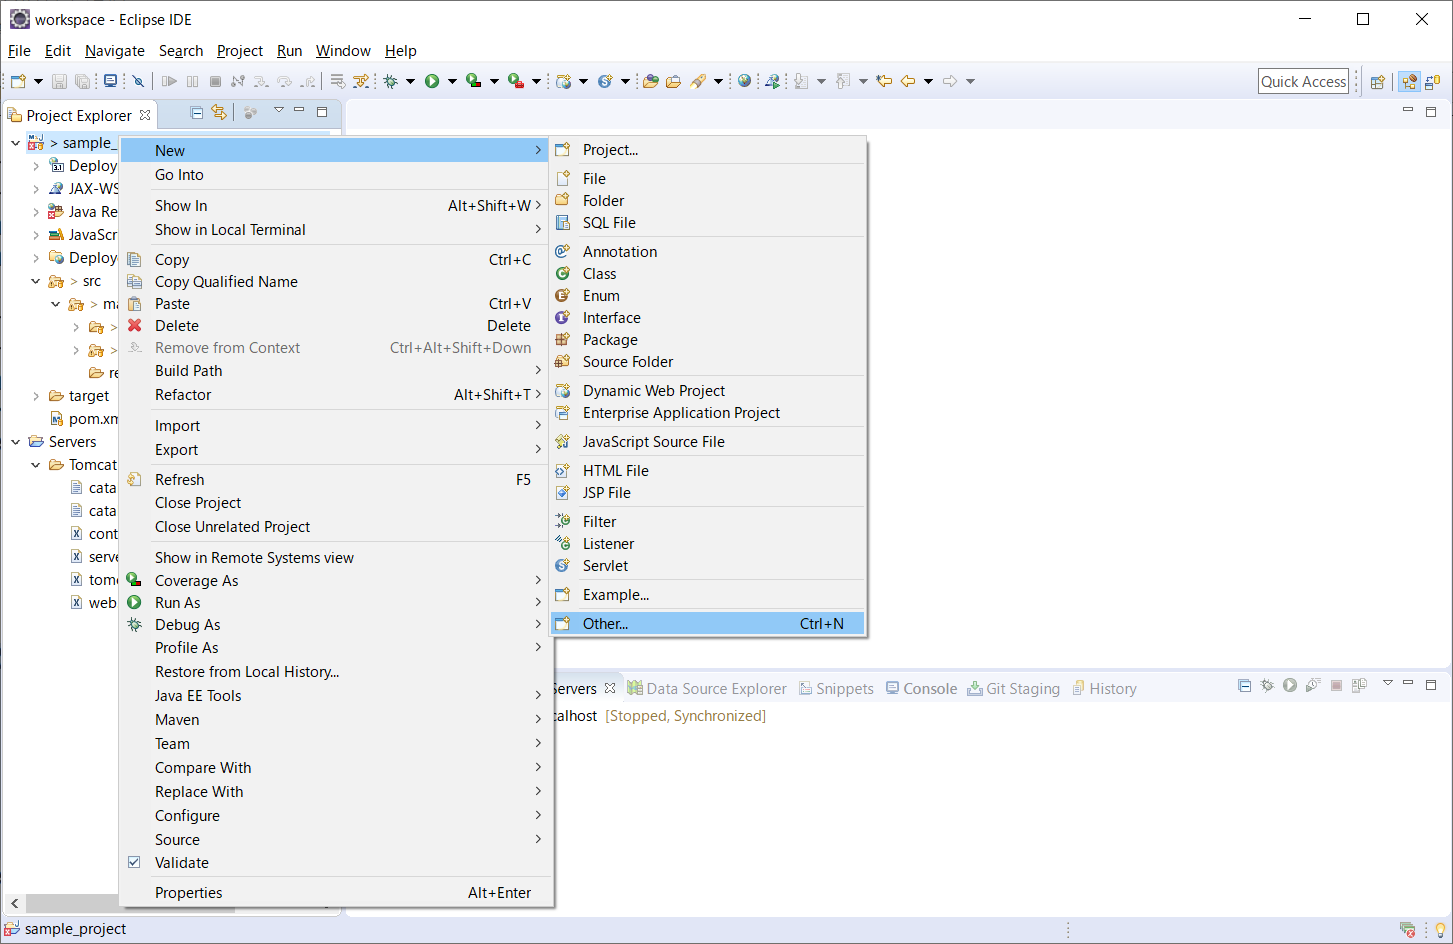 workspace - Eclipse IDE
File Edit Navigate Search Project Run Window Help
Quick Access
Project Explorer
> sample_
Deploy
JAX-WS
Java Re
JavaScr
Deploy
> src
> ma
>
>
re
target
pom.xm
Servers
Tomcat
cata
cata
cont
serve
tomc
web
New
Go Into
Show In Alt+Shift+W
Show in Local Terminal
Copy Ctrl+C
Copy Qualified Name
Paste Ctrl+V
Delete Delete
Remove from Context Ctrl+Alt+Shift+Down
Build Path
Refactor Alt+Shift+T
Import
Export
Refresh F5
Close Project
Close Unrelated Project
Show in Remote Systems view
Coverage As
Run As
Debug As
Profile As
Restore from Local History...
Java EE Tools
Maven
Team
Compare With
Replace With
Configure
Source
Validate
Properties Alt+Enter
Project...
File
Folder
SQL File
Annotation
Class
Enum
Interface
Package
Source Folder
Dynamic Web Project
Enterprise Application Project
JavaScript Source File
HTML File
JSP File
Filter
Listener
Servlet
Example...
Other... Ctrl+N
Servers Data Source Explorer Snippets Console Git Staging History
calhost [Stopped, Synchronized]
sample_project